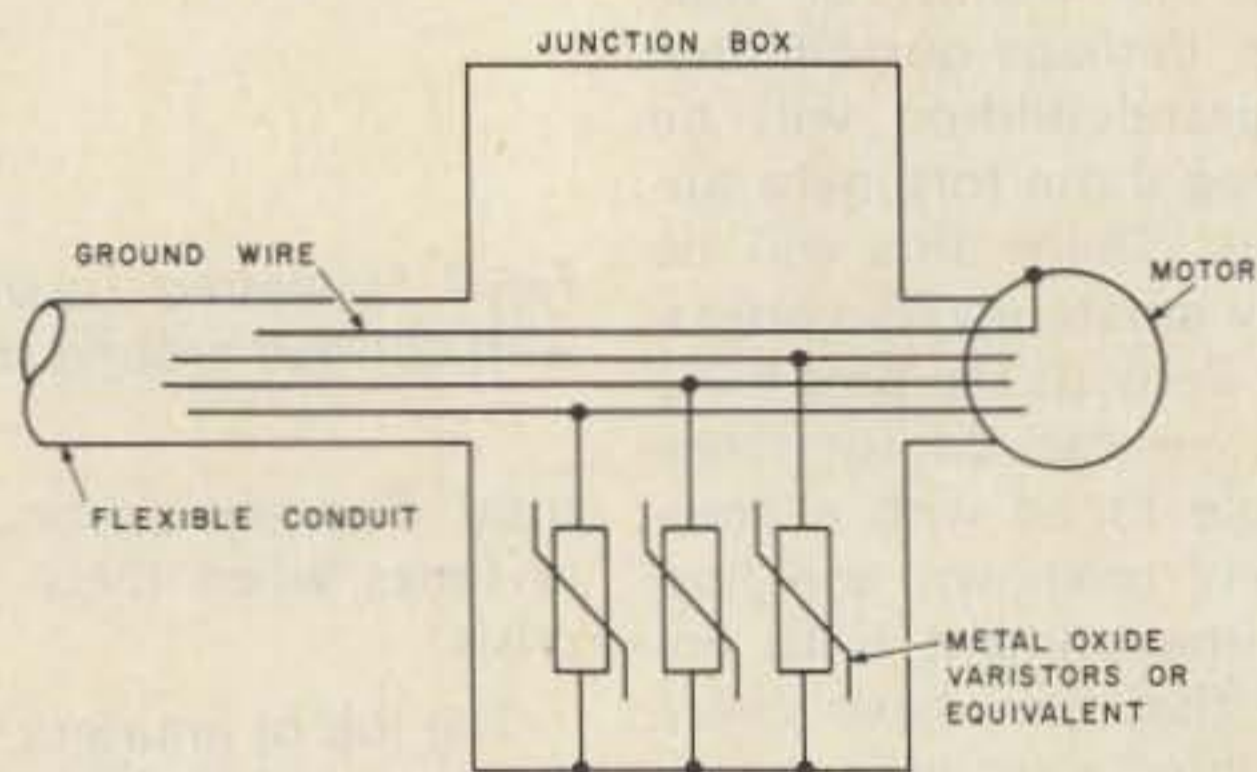 JUNCTION BOX
GROUND WIRE
MOTOR
FLEXIBLE CONDUIT
METAL OXIDE
VARISTORS OR
EQUIVALENT